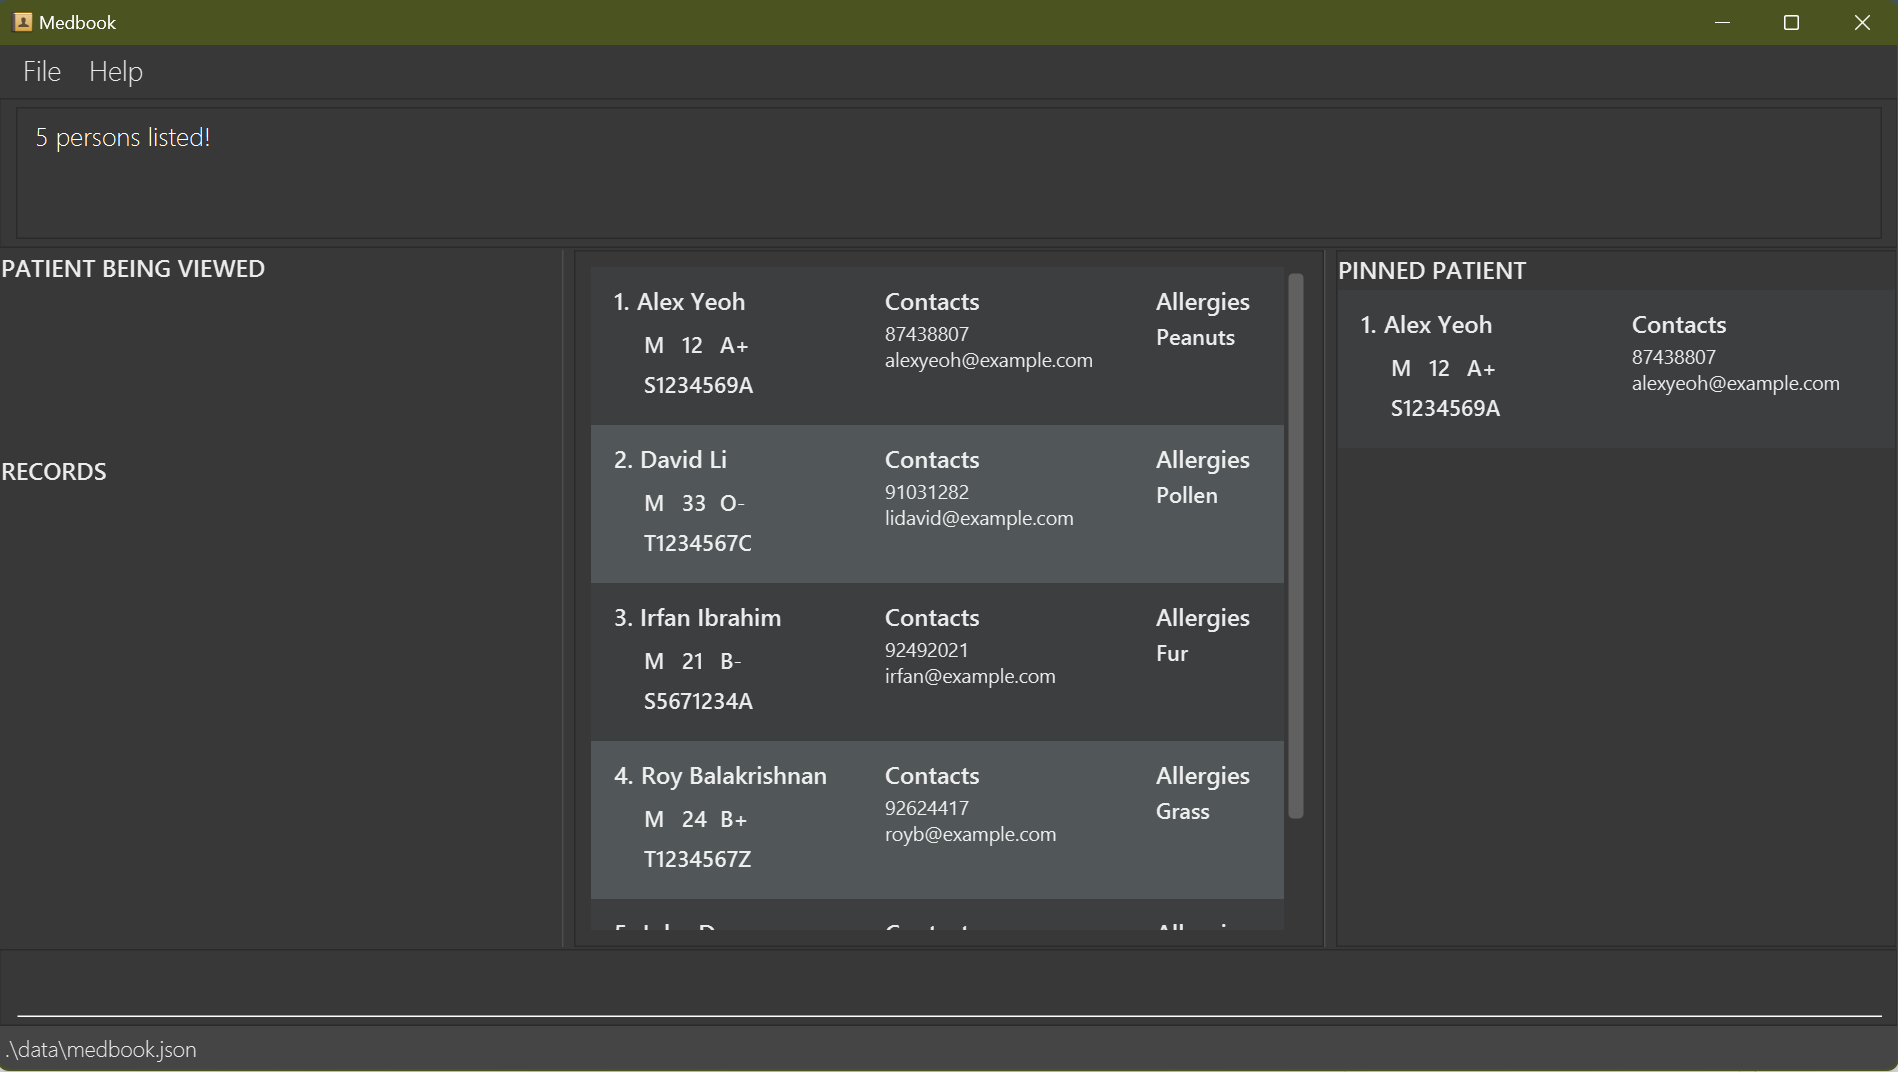 Medbook
File Help
5 persons listed!
PATIENT BEING VIEWED
RECORDS
1. Alex Yeoh
M 12 A+
S1234569A
Contacts
87438807
alexyeoh@example.com
Allergies
Peanuts
2. David Li
M 33 O-
T1234567C
Contacts
91031282
lidavid@example.com
Allergies
Pollen
3. Irfan Ibrahim
M 21 B-
S5671234A
Contacts
92492021
irfan@example.com
Allergies
Fur
4. Roy Balakrishnan
M 24 B+
T1234567Z
Contacts
92624417
royb@example.com
Allergies
Grass
PINNED PATIENT
1. Alex Yeoh
M 12 A+
S1234569A
Contacts
87438807
alexyeoh@example.com
.\data\medbook.json